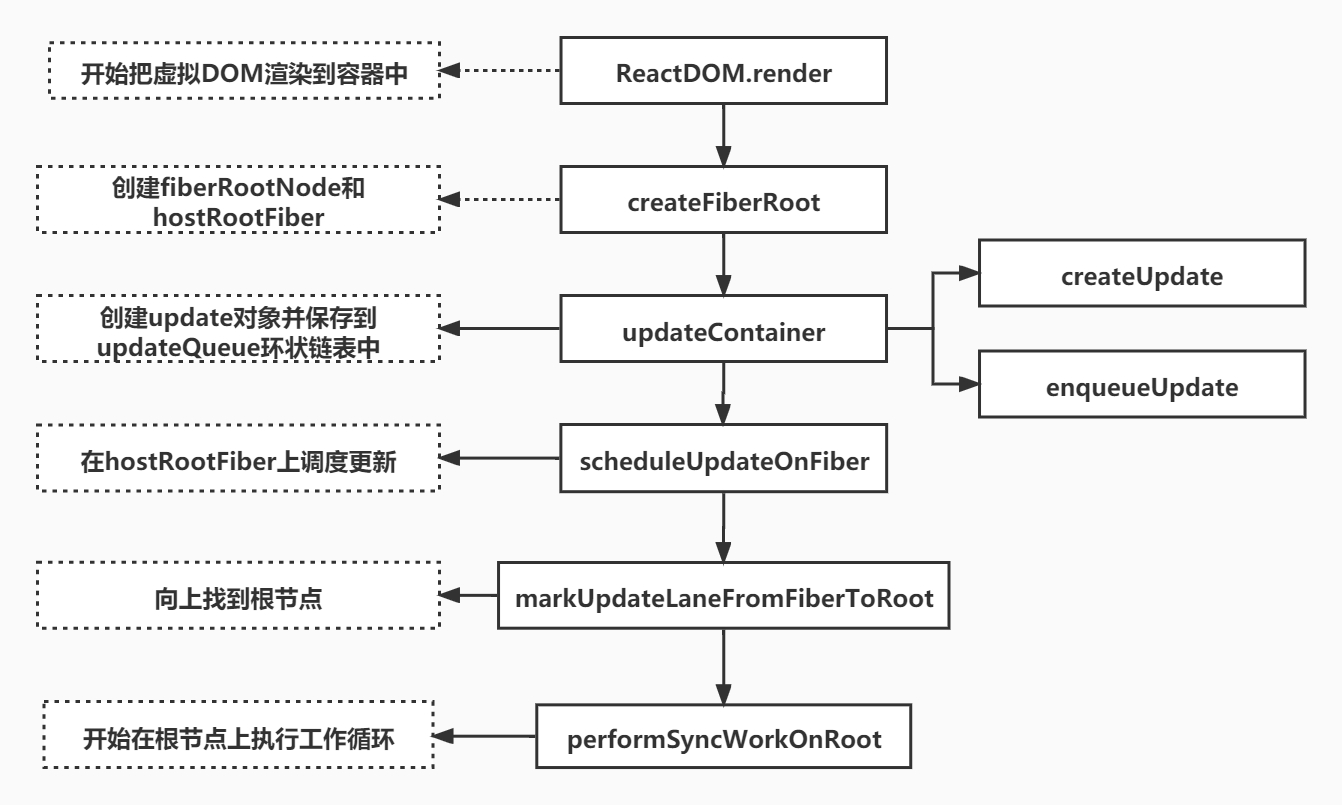 开始把虚拟DOM渲染到容器中
ReactDOM.render
创建fiberRootNode和
hostRootFiber
createFiberRoot
创建update对象并保存到
updateQueue环状链表中
updateContainer
createUpdate
enqueueUpdate
在hostRootFiber上调度更新
scheduleUpdateOnFiber
向上找到根节点
markUpdateLaneFromFiberToRoot
开始在根节点上执行工作循环
performSyncWorkOnRoot